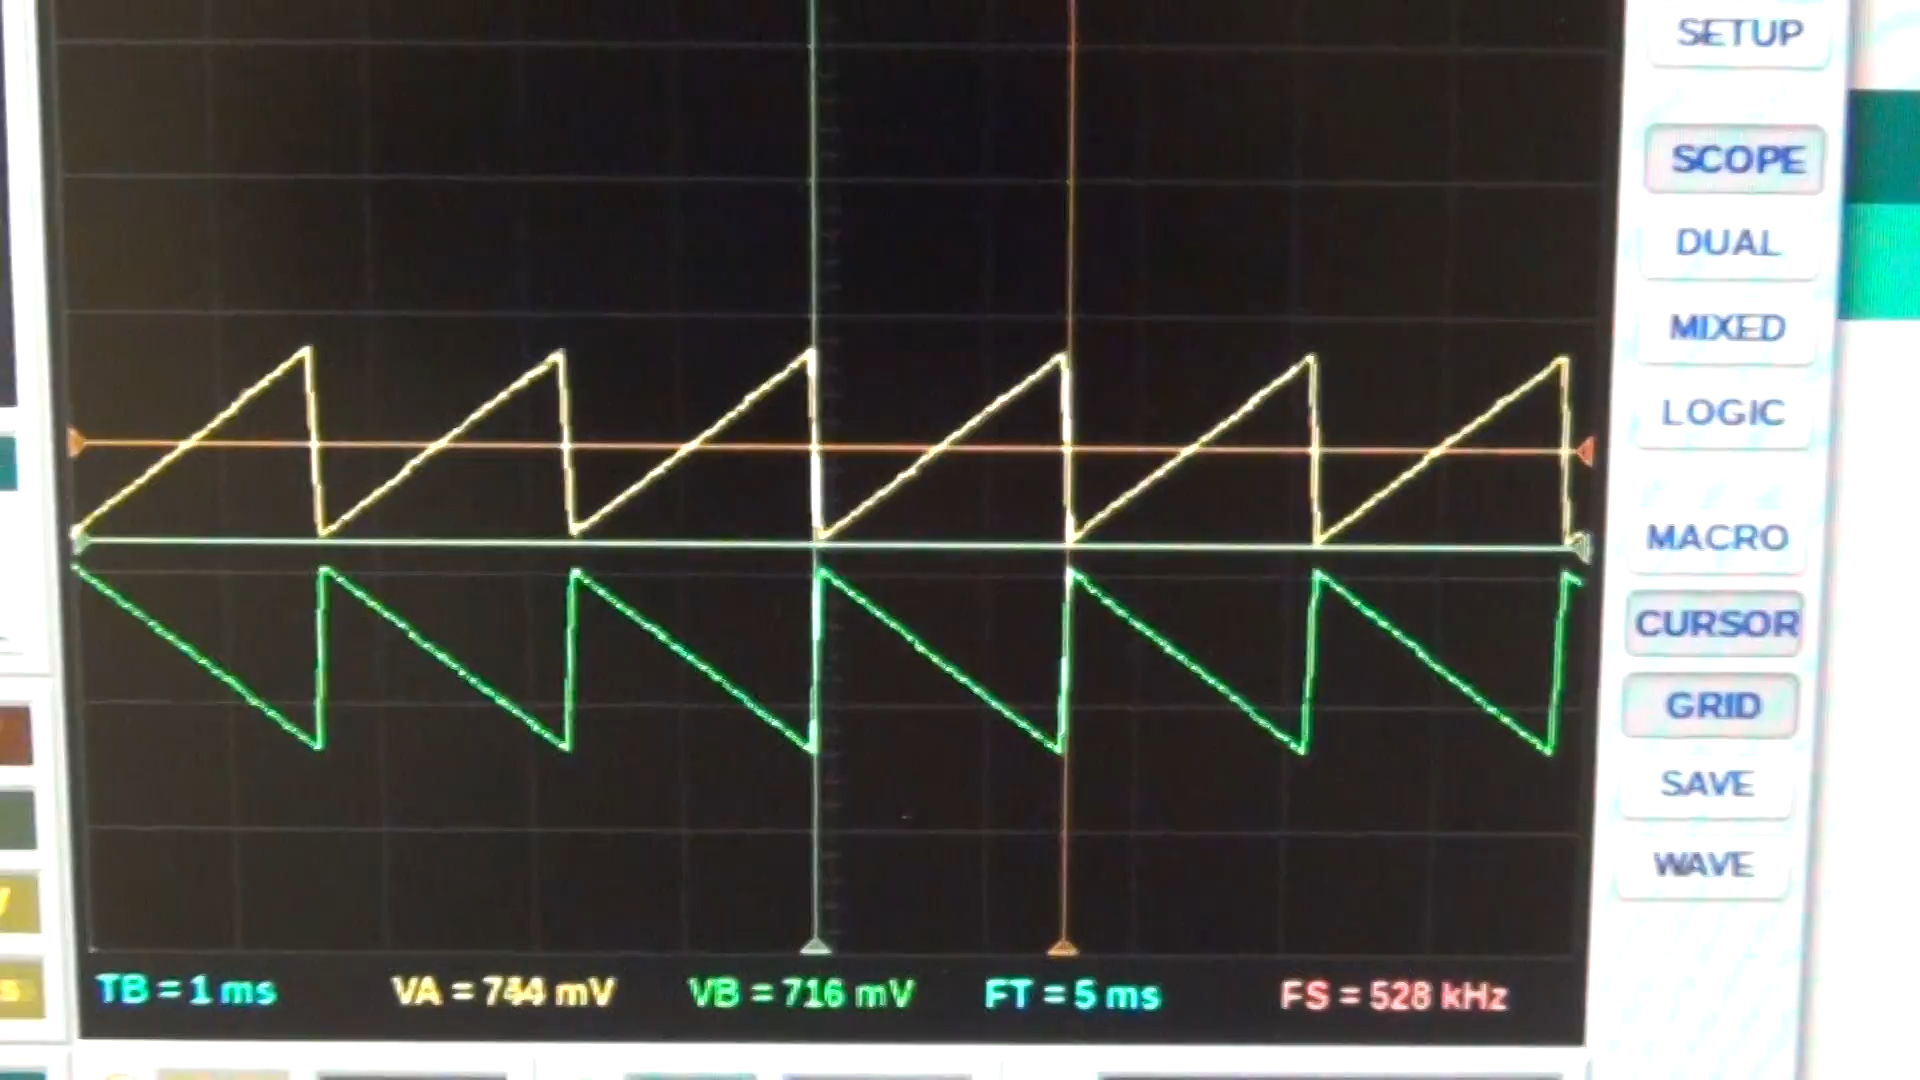 SETUP
SCOPE
DUAL
MIXED
LOGIC
MACRO
CURSOR
GRID
SAVE
WAVE
TB = 1 ms VA = 744 mV VB = 716 mV FT = 5 ms FS = 528 kHz